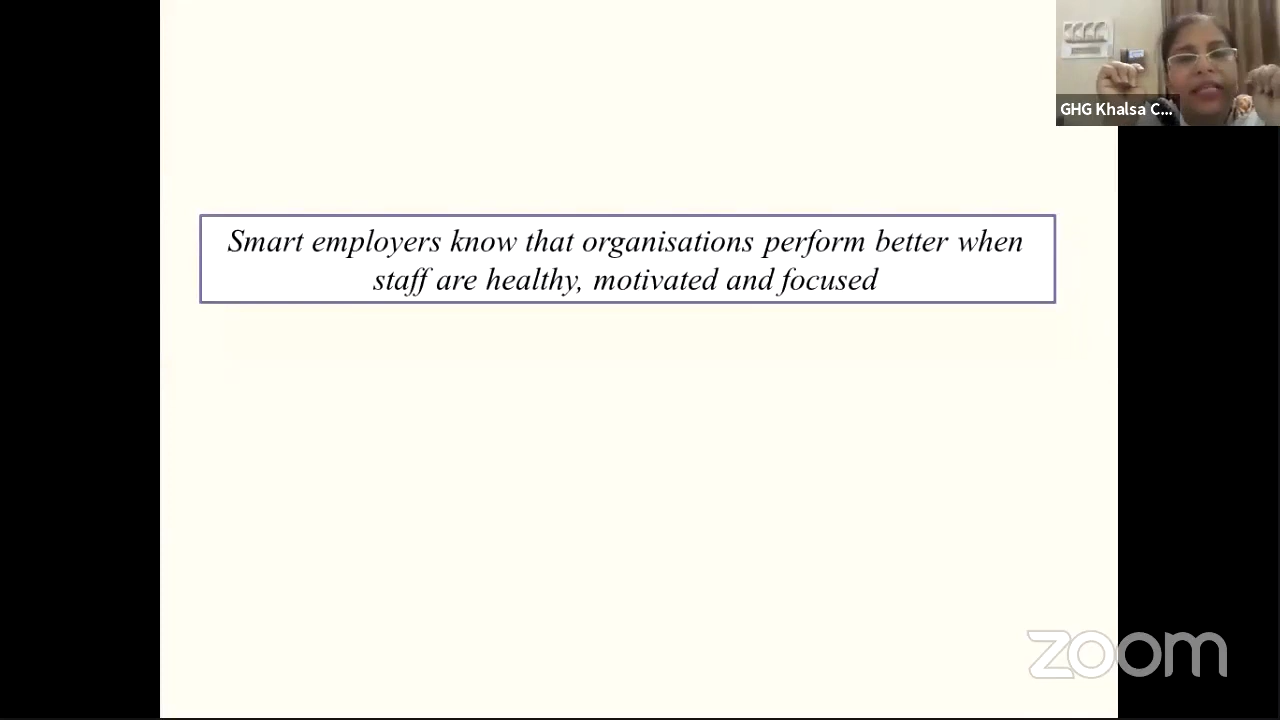 GHG Khalsa C...
Smart employers know that organisations perform better when
staff are healthy, motivated and focused
zoom